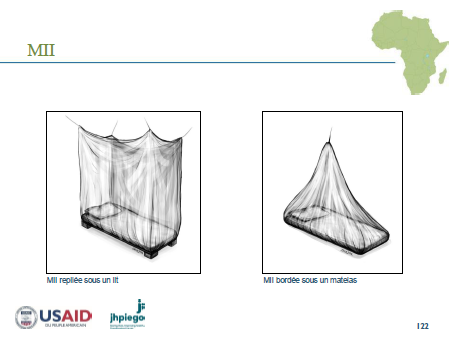 MII
MII repliée sous un lit
MII bordée sous un matelas
USAID
DU PEUPLE AMERICAIN
jhpiego
122